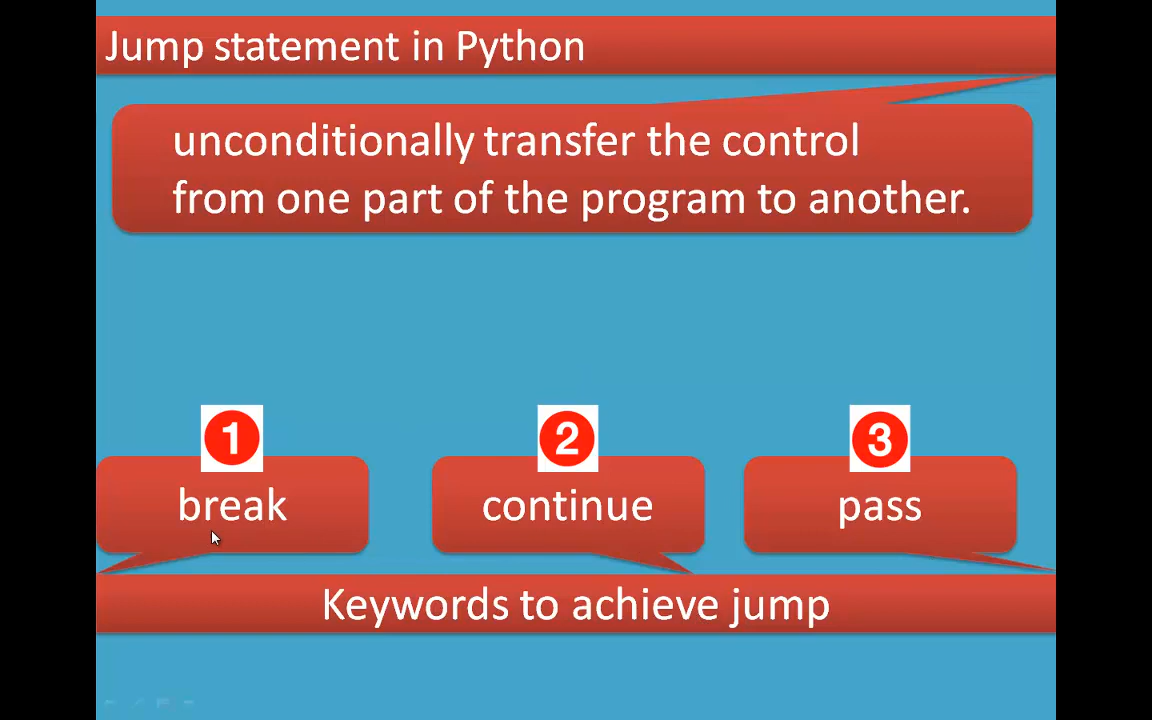 Jump statement in Python
unconditionally transfer the control
from one part of the program to another.
1
2
3
break
continue
pass
Keywords to achieve jump